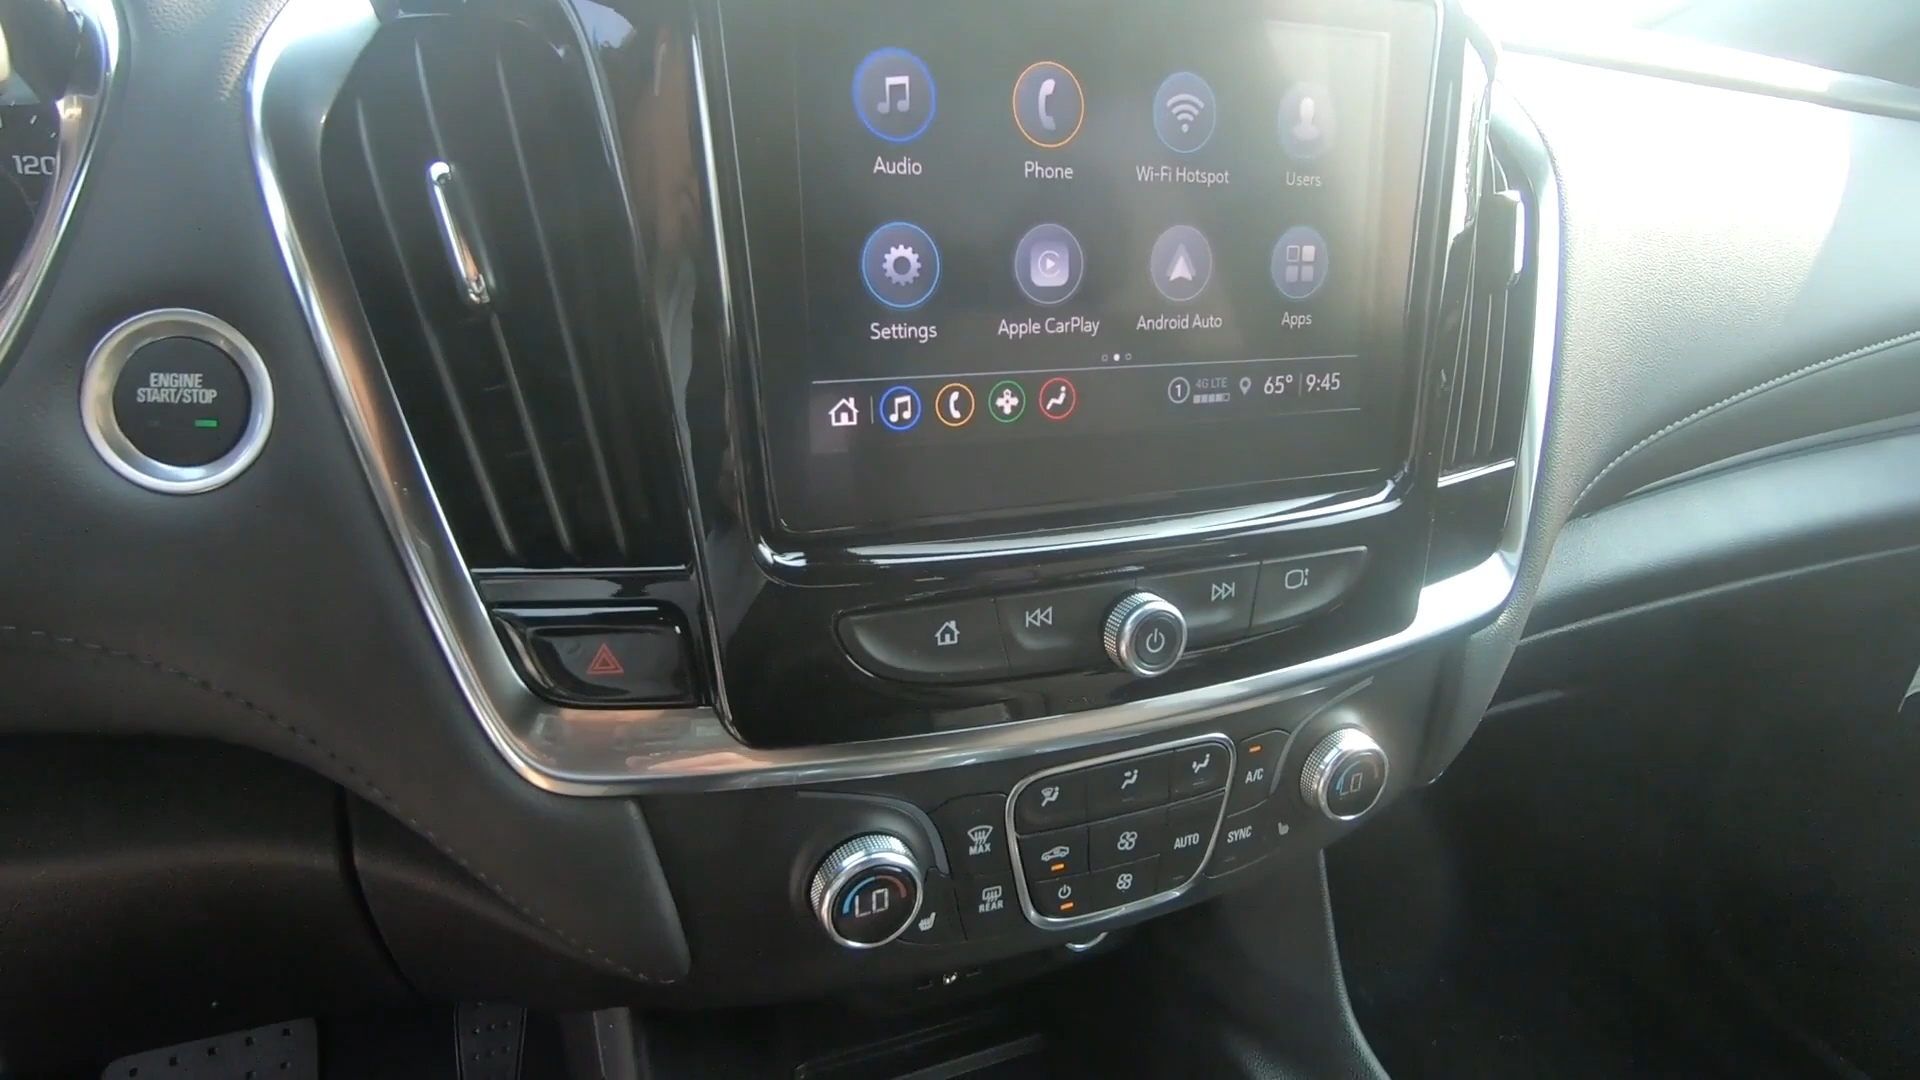 120
Audio
Phone
Wi-Fi Hotspot
Users
Settings
Apple CarPlay
Android Auto
Apps
1 4G LTE 65° 9:45
ENGINE
START/STOP
A/C
MAX
AUTO
SYNC
REAR
LO
LO